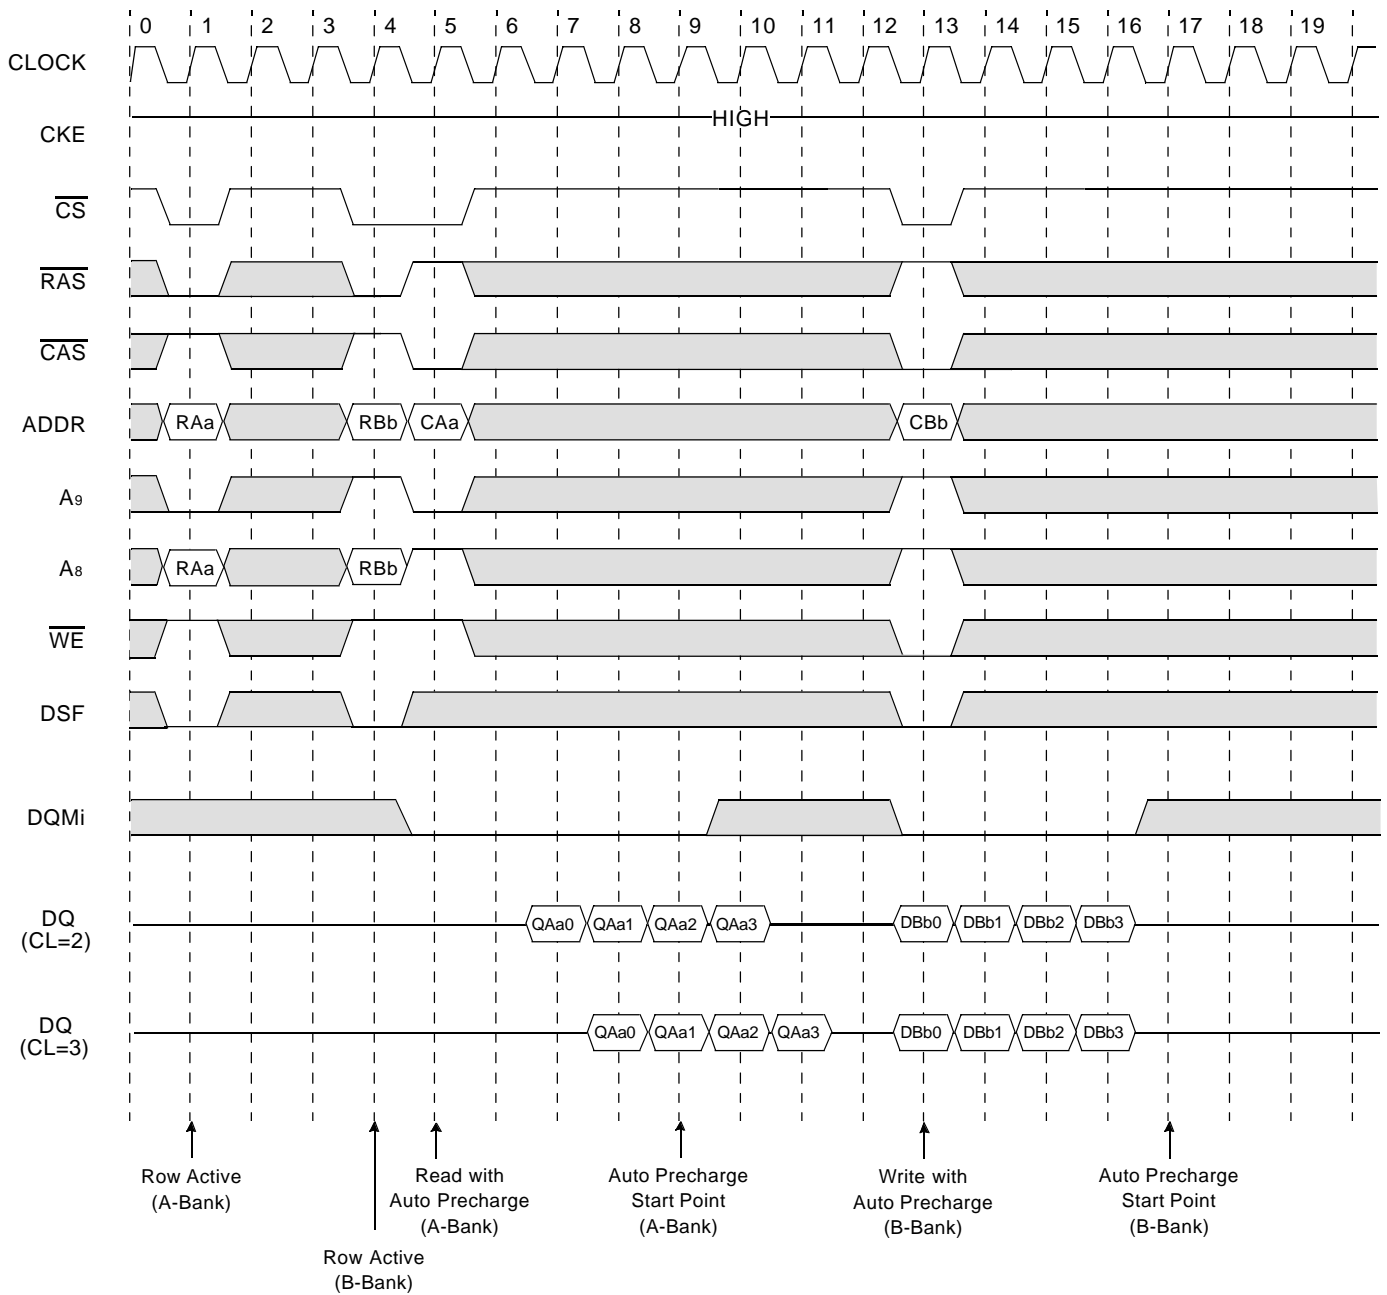 0 1 2 3 4 5 6 7 8 9 10 11 12 13 14 15 16 17 18 19
CLOCK
CKE
HIGH
CS
RAS
CAS
ADDR
RAa RBb CAa CBb
A9
A8
RAa RBb
WE
DSF
DQMi
DQ
(CL=2)
QAa0 QAa1 QAa2 QAa3 DBb0 DBb1 DBb2 DBb3
DQ
(CL=3)
QAa0 QAa1 QAa2 QAa3 DBb0 DBb1 DBb2 DBb3
Row Active
(A-Bank)
Row Active
(B-Bank)
Read with
Auto Precharge
(A-Bank)
Auto Precharge
Start Point
(A-Bank)
Write with
Auto Precharge
(B-Bank)
Auto Precharge
Start Point
(B-Bank)